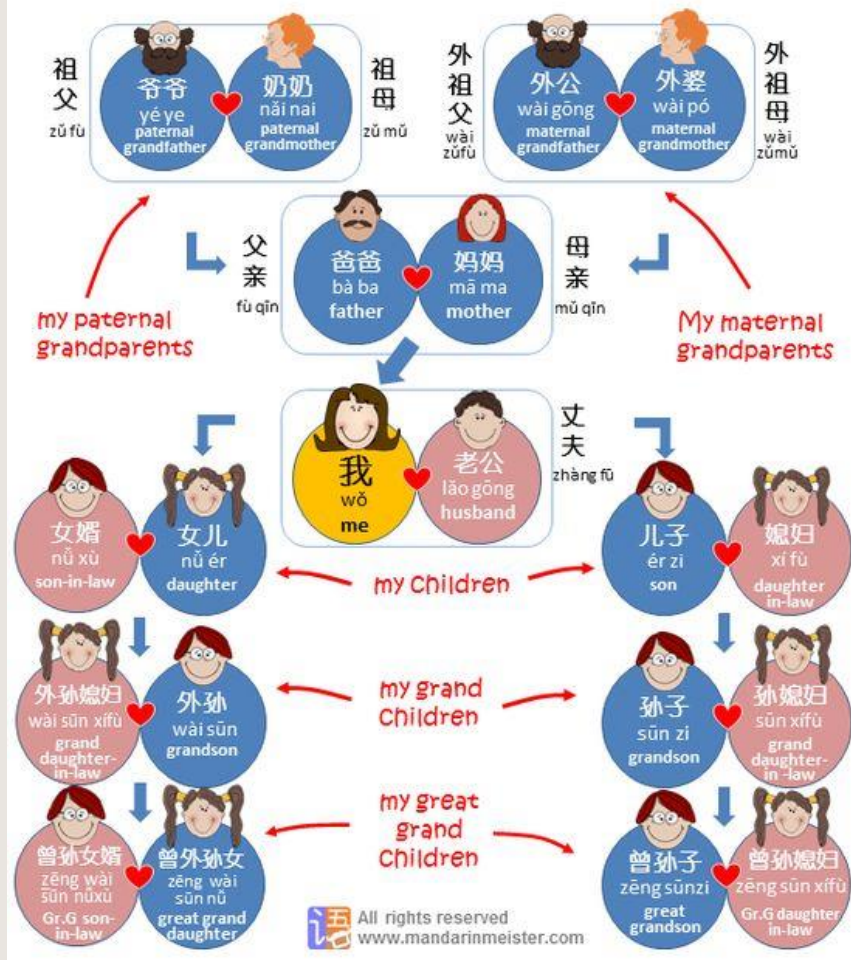 祖
父
zǔ fù
爷爷
yé ye
paternal
grandfather
奶奶
nǎi nai
paternal
grandmother
祖
母
zǔ mǔ
外
祖
父
wài
zǔfù
外公
wài gōng
maternal
grandfather
外婆
wài pó
maternal
grandmother
外
祖
母
wài
zǔmǔ
my paternal
grandparents
父
亲
fù qīn
爸爸
bà ba
father
妈妈
mā ma
mother
母
亲
mǔ qīn
My maternal
grandparents
我
wǒ
me
老公
lǎo gōng
husband
丈
夫
zhàng fū
女婿
nǚ xù
son-in-law
女儿
nǚ ér
daughter
my Children
儿子
ér zi
son
媳妇
xí fù
daughter
in-law
外孙媳妇
wài sūn xífù
grand
daughter-
in-law
外孙
wài sūn
grandson
my grand
Children
孙子
sūn zi
grandson
孙媳妇
sūn xífù
grand
daughter-
in -law
曾孙女婿
zēng wài
sūn nǚxù
Gr.G son-
in-law
曾外孙女
zēng wài
sūn nǚ
great grand
daughter
my great
grand
Children
曾孙子
zēng sūnzi
great
grandson
曾孙媳妇
zēng sūn xífù
Gr.G daughter
in-law
语
All rights reserved
www.mandarinmeister.com